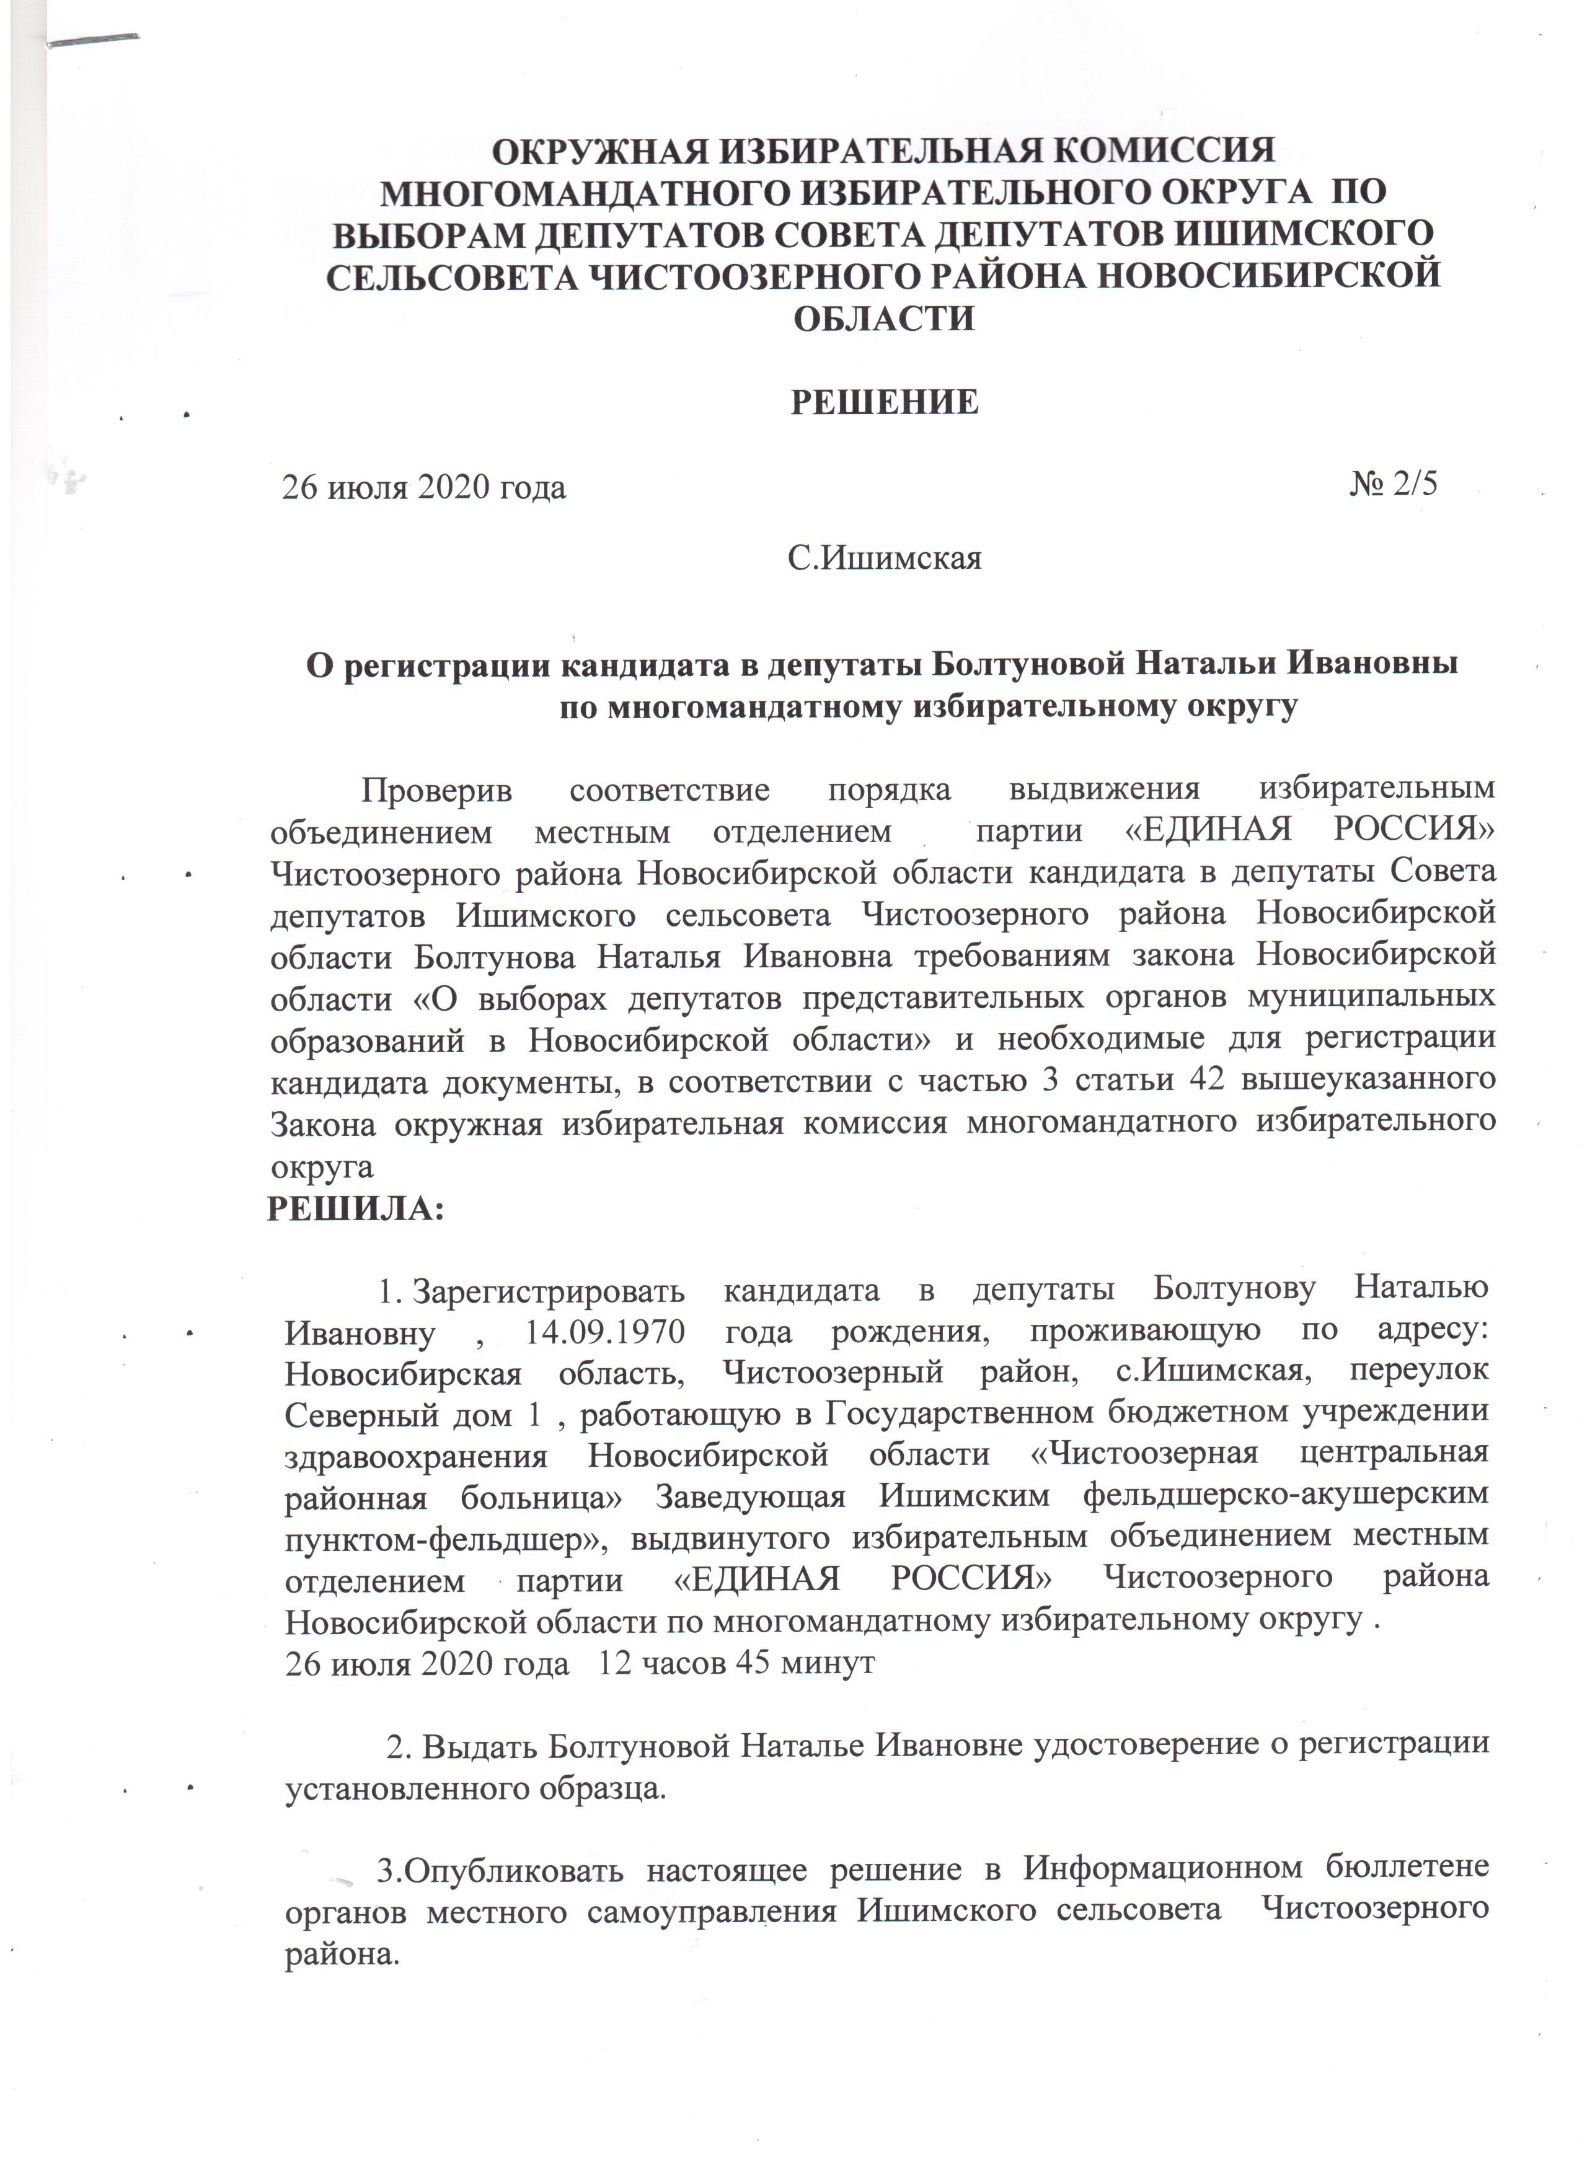 ОКРУЖНАЯ ИЗБИРАТЕЛЬНАЯ КОМИССИЯ
МНОГОМАНДАТНОГО ИЗБИРАТЕЛЬНОГО ОКРУГА ПО
ВЫБОРАМ ДЕПУТАТОВ СОВЕТА ДЕПУТАТОВ ИШИМСКОГО
СЕЛЬСОВЕТА ЧИСТООЗЕРНОГО РАЙОНА НОВОСИБИРСКОЙ
ОБЛАСТИ
РЕШЕНИЕ
26 июля 2020 года № 2/5
С.Ишимская
О регистрации кандидата в депутаты Болтуновой Натальи Ивановны
по многомандатному избирательному округу
Проверив соответствие порядка выдвижения избирательным
объединением местным отделением партии «ЕДИНАЯ РОССИЯ»
Чистоозерного района Новосибирской области кандидата в депутаты Совета
депутатов Ишимского сельсовета Чистоозерного района Новосибирской
области Болтунова Наталья Ивановна требованиям закона Новосибирской
области «О выборах депутатов представительных органов муниципальных
образований в Новосибирской области» и необходимые для регистрации
кандидата документы, в соответствии с частью 3 статьи 42 вышеуказанного
Закона окружная избирательная комиссия многомандатного избирательного
округа
РЕШИЛА:
1. Зарегистрировать кандидата в депутаты Болтунову Наталью
Ивановну , 14.09.1970 года рождения, проживающую по адресу:
Новосибирская область, Чистоозерный район, с.Ишимская, переулок
Северный дом 1 , работающую в Государственном бюджетном учреждении
здравоохранения Новосибирской области «Чистоозерная центральная
районная больница» Заведующая Ишимским фельдшерско-акушерским
пунктом-фельдшер», выдвинутого избирательным объединением местным
отделением партии «ЕДИНАЯ РОССИЯ» Чистоозерного района
Новосибирской области по многомандатному избирательному округу .
26 июля 2020 года 12 часов 45 минут
2. Выдать Болтуновой Наталье Ивановне удостоверение о регистрации
установленного образца.
3.Опубликовать настоящее решение в Информационном бюллетене
органов местного самоуправления Ишимского сельсовета Чистоозерного
района.